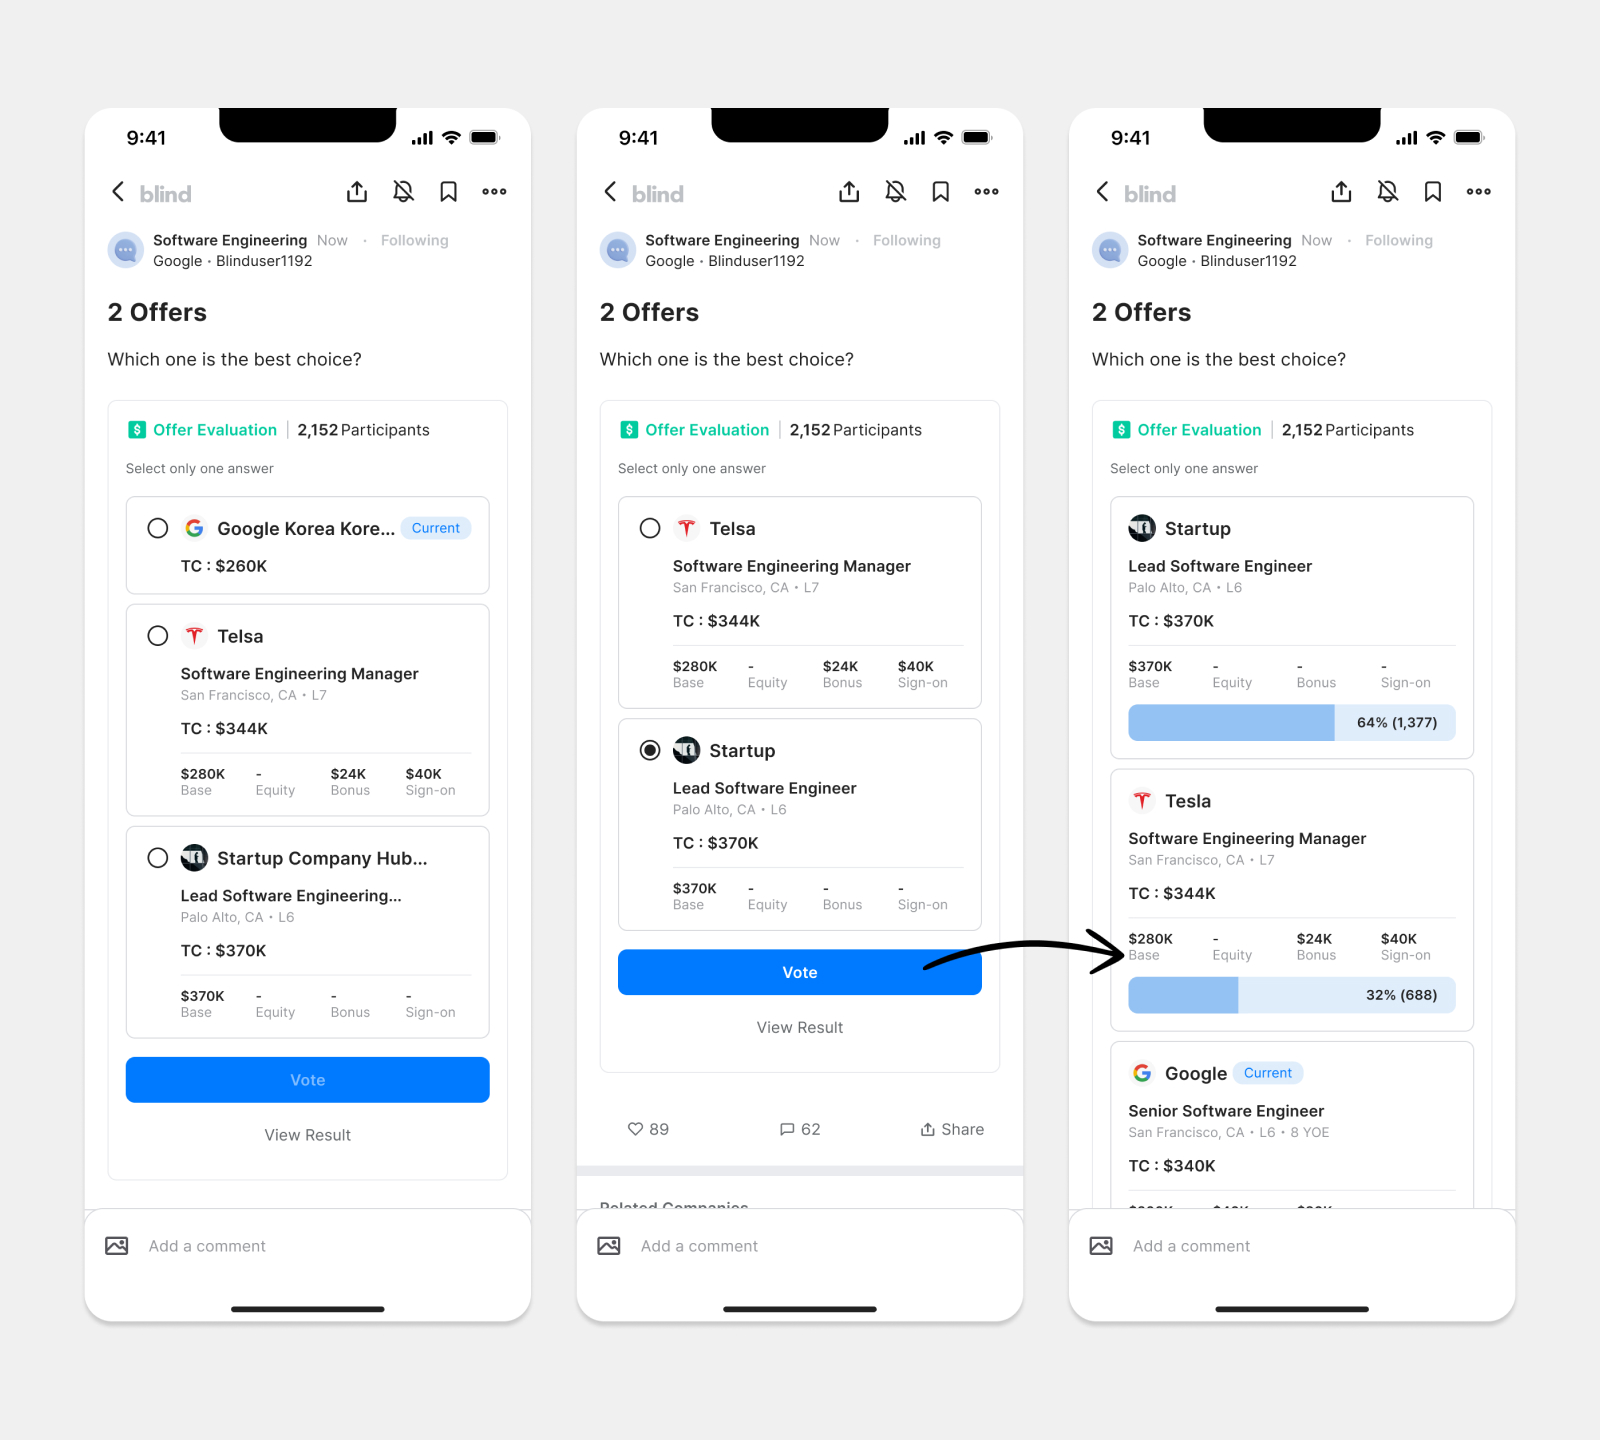 9:41
blind
Software Engineering Now · Following
Google • Blinduser1192
2 Offers
Which one is the best choice?
$ Offer Evaluation | 2,152 Participants
Select only one answer
Google Korea Kore... Current
TC : $260K
Telsa
Software Engineering Manager
San Francisco, CA • L7
TC : $344K
$280K - $24K $40K
Base Equity Bonus Sign-on
Startup Company Hub...
Lead Software Engineering...
Palo Alto, CA • L6
TC : $370K
$370K - - -
Base Equity Bonus Sign-on
Vote
View Result
Add a comment
9:41
blind
Software Engineering Now · Following
Google • Blinduser1192
2 Offers
Which one is the best choice?
$ Offer Evaluation | 2,152 Participants
Select only one answer
Telsa
Software Engineering Manager
San Francisco, CA • L7
TC : $344K
$280K - $24K $40K
Base Equity Bonus Sign-on
Startup
Lead Software Engineer
Palo Alto, CA • L6
TC : $370K
$370K - - -
Base Equity Bonus Sign-on
Vote
View Result
89 62 Share
Related Companies
Add a comment
9:41
blind
Software Engineering Now · Following
Google • Blinduser1192
2 Offers
Which one is the best choice?
$ Offer Evaluation | 2,152 Participants
Select only one answer
Startup
Lead Software Engineer
Palo Alto, CA • L6
TC : $370K
$370K - - -
Base Equity Bonus Sign-on
64% (1,377)
Tesla
Software Engineering Manager
San Francisco, CA • L7
TC : $344K
$280K - $24K $40K
Base Equity Bonus Sign-on
32% (688)
Google Current
Senior Software Engineer
San Francisco, CA • L6 • 8 YOE
TC : $340K
Add a comment